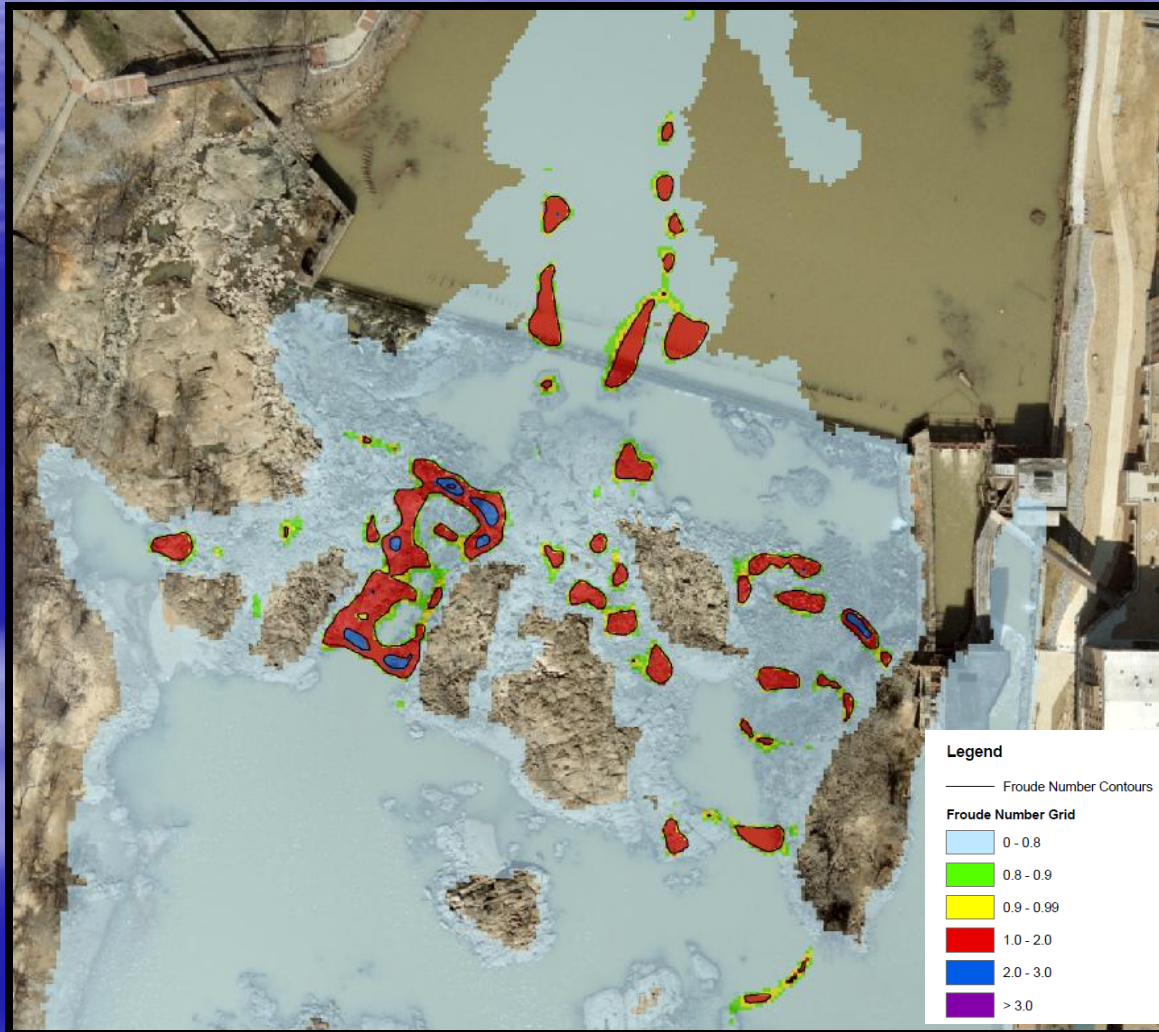 Legend
Froude Number Contours
Froude Number Grid
0 - 0.8
0.8 - 0.9
0.9 - 0.99
1.0 - 2.0
2.0 - 3.0
> 3.0